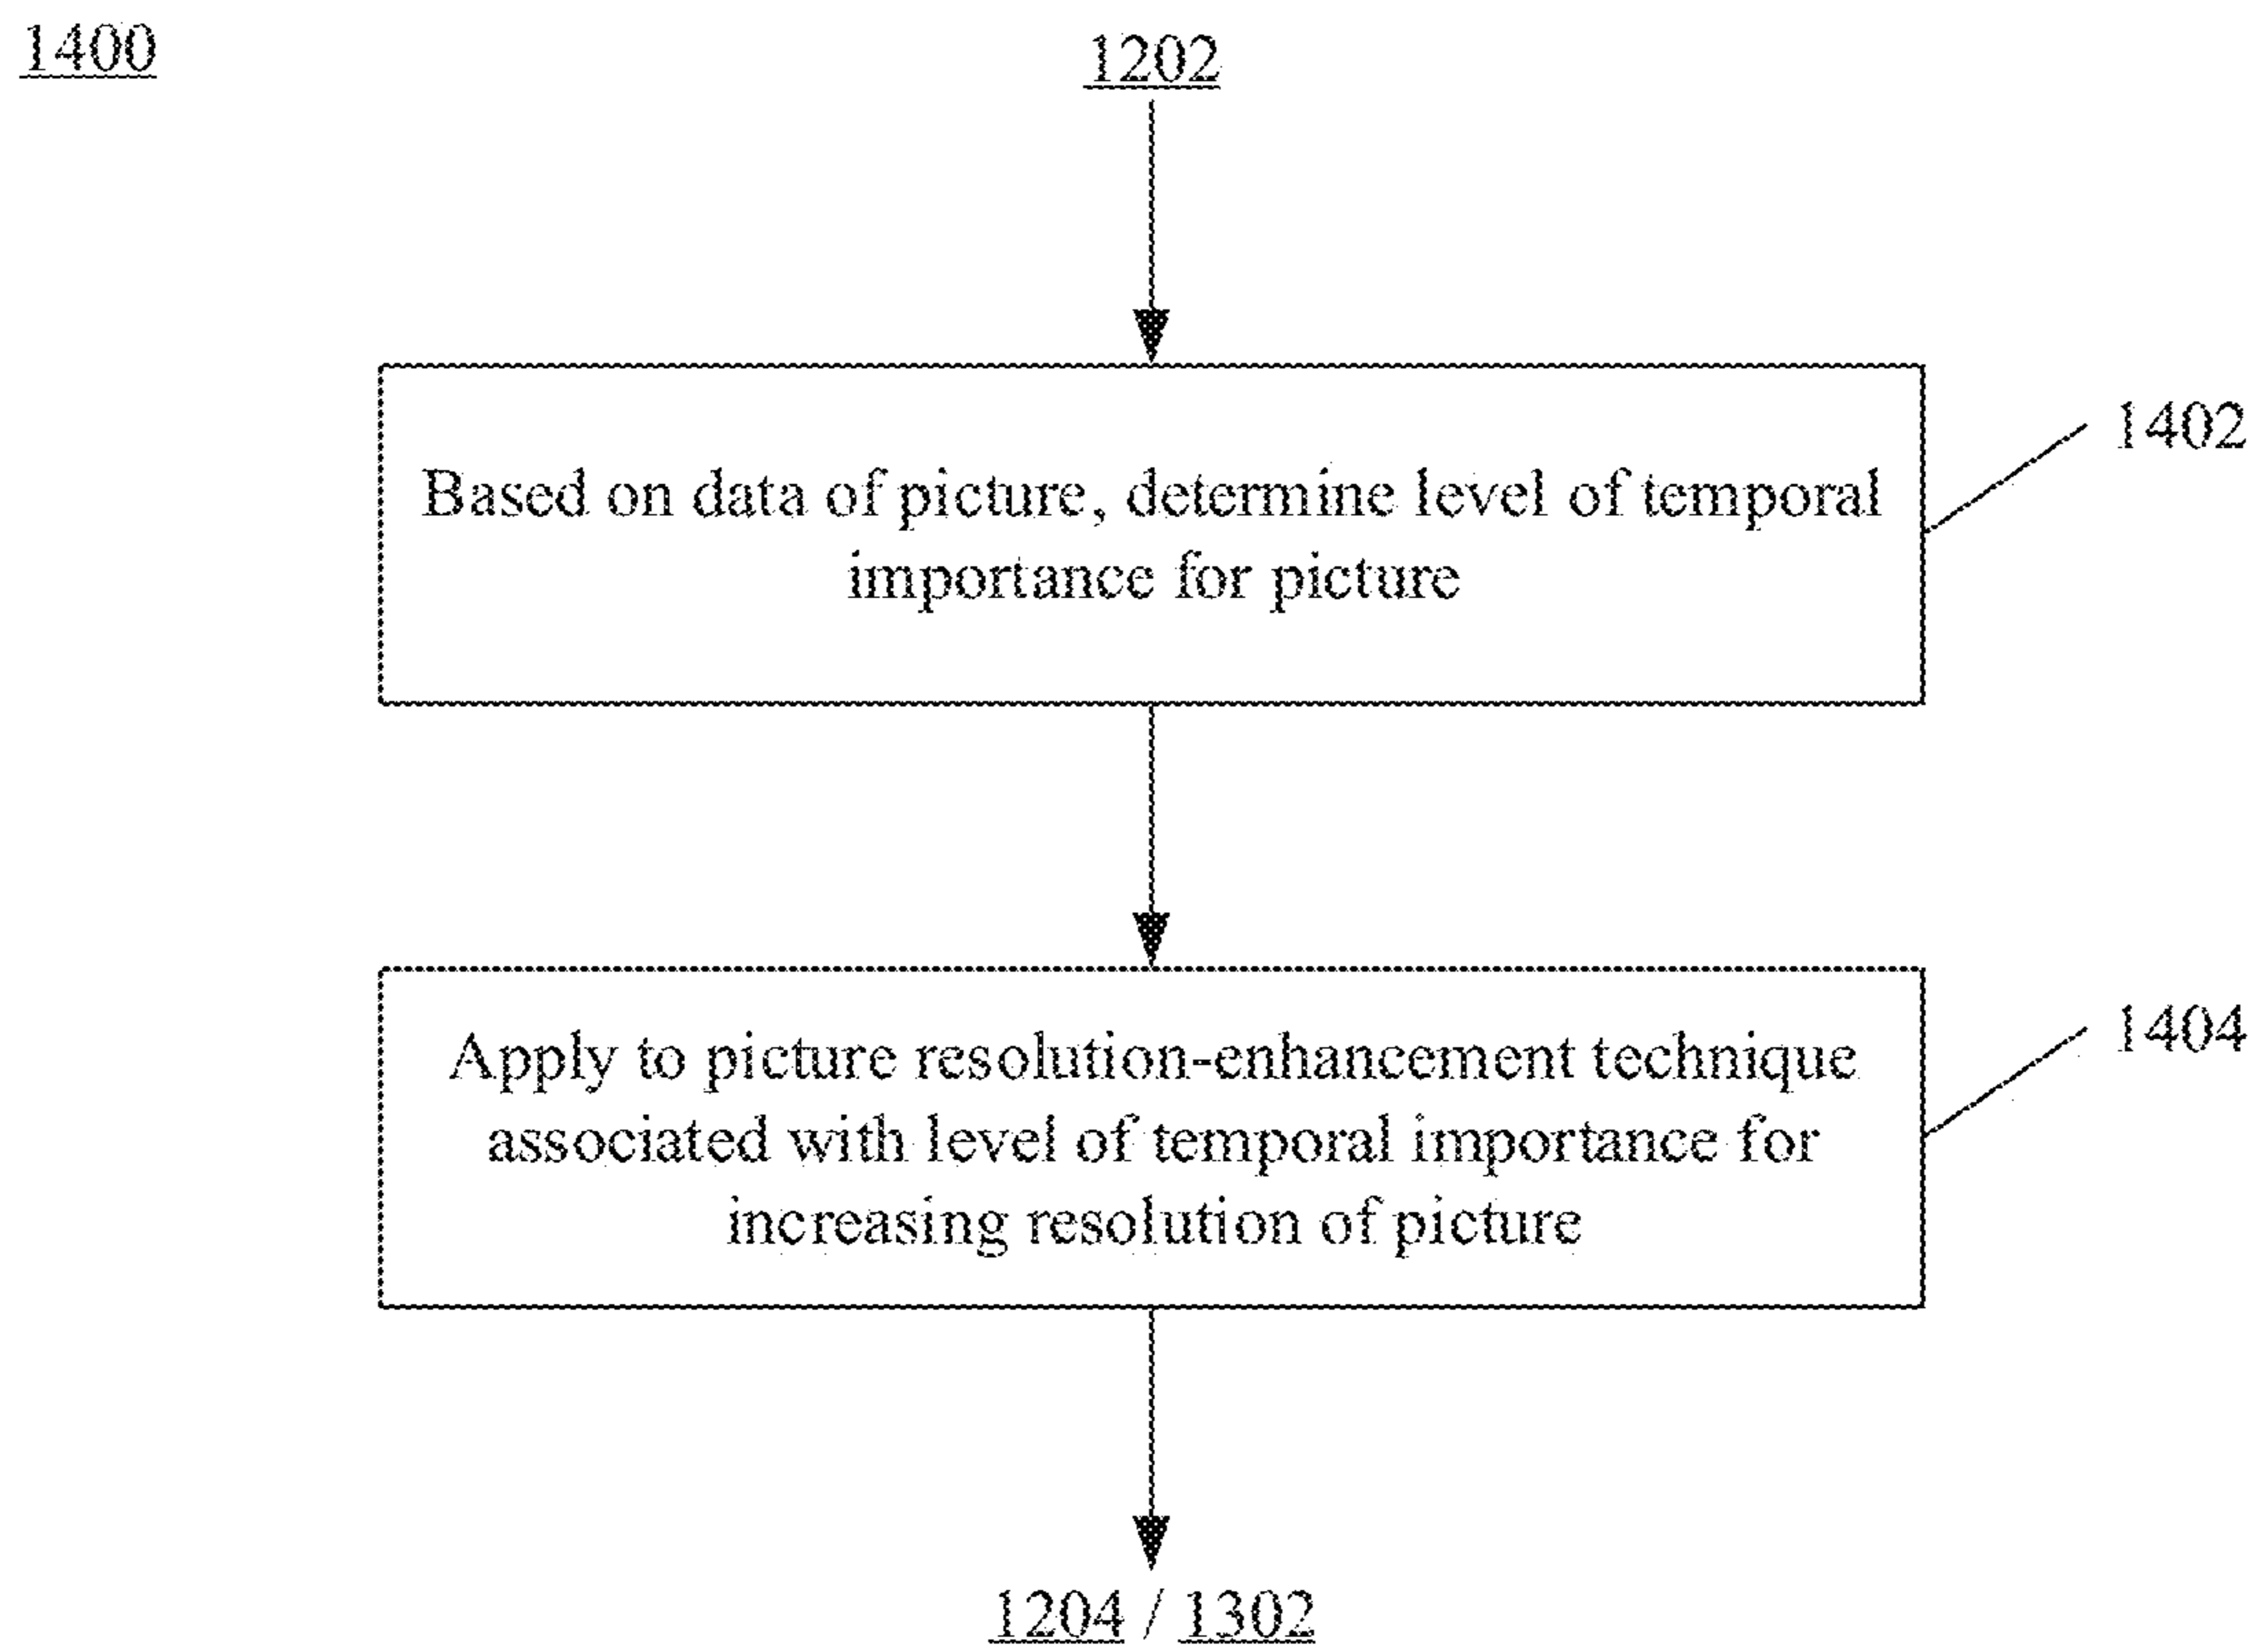 1400
1202
Based on data of picture, determine level of temporal
importance for picture
1402
Apply to picture resolution-enhancement technique
associated with level of temporal importance for
increasing resolution of picture
1404
1204 / 1302